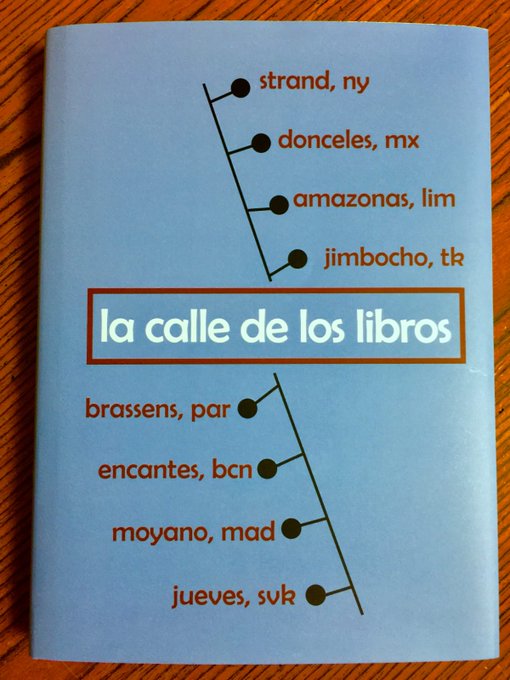 strand, ny
donceles, mx
amazonas, lim
jimbocho, tk
la calle de los libros
brassens, par
encantes, bcn
moyano, mad
jueves, svk